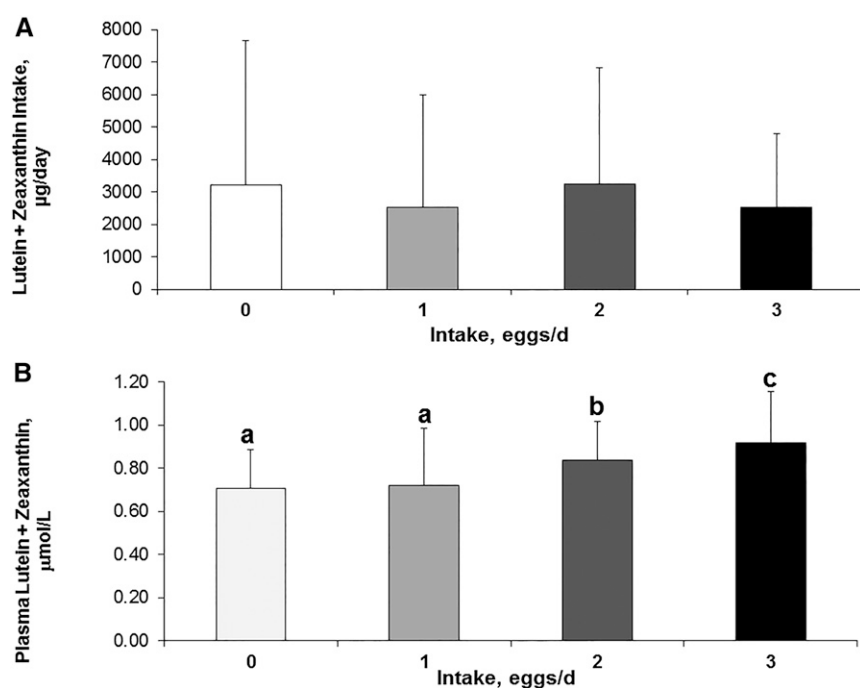 A
Lutein + Zeaxanthin Intake,
µg/day
8000
7000
6000
5000
4000
3000
2000
1000
0
0 1 2 3
Intake, eggs/d
B
Plasma Lutein + Zeaxanthin,
µmol/L
1.20
1.00
0.80
0.60
0.40
0.20
0.00
a a b c
0 1 2 3
Intake, eggs/d